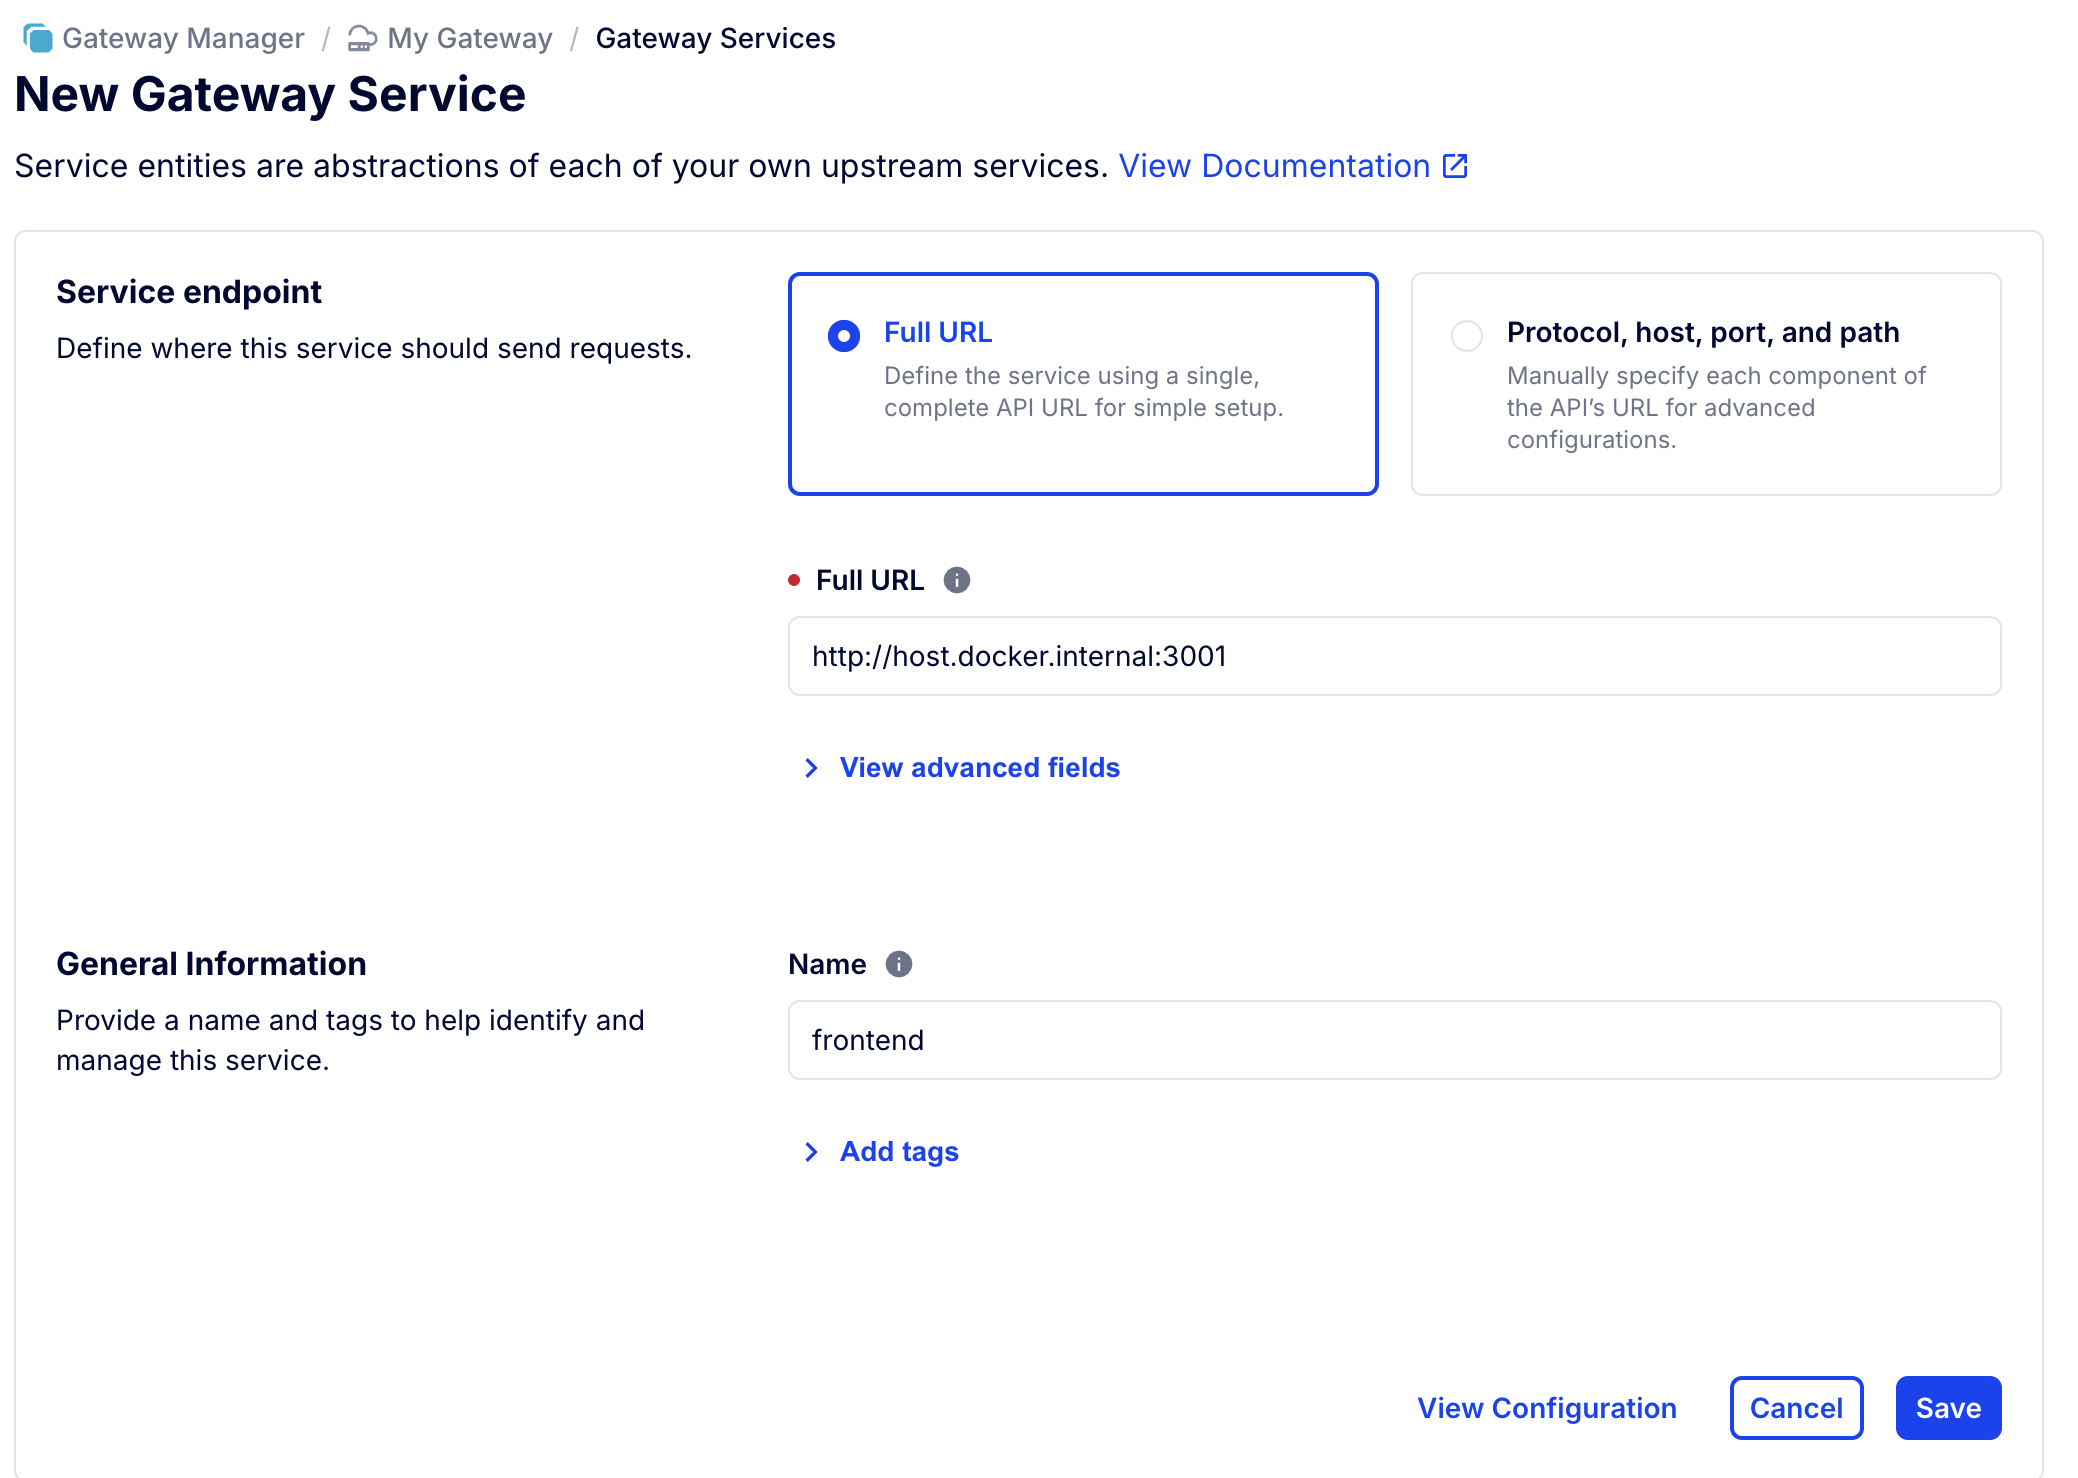 Gateway Manager / My Gateway / Gateway Services
New Gateway Service
Service entities are abstractions of each of your own upstream services. View Documentation
Service endpoint
Define where this service should send requests.
Full URL
Define the service using a single,
complete API URL for simple setup.
Protocol, host, port, and path
Manually specify each component of
the API’s URL for advanced
configurations.
Full URL
http://host.docker.internal:3001
View advanced fields
General Information
Provide a name and tags to help identify and
manage this service.
Name
frontend
Add tags
View Configuration
Cancel
Save